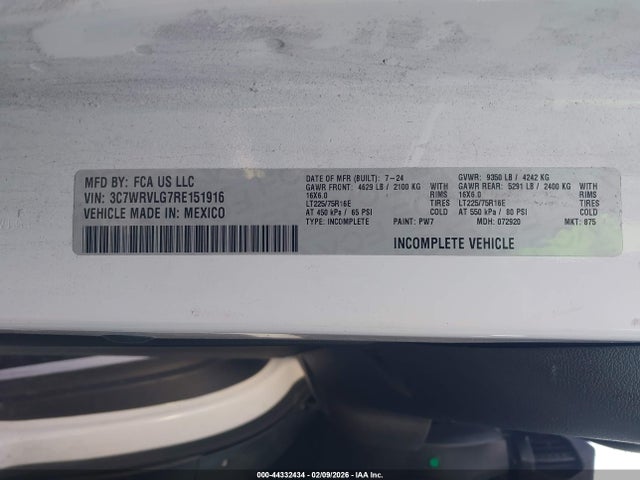 MFD BY: FCA US LLC
VIN: 3C7WRVLG7RE151916
VEHICLE MADE IN: MEXICO
DATE OF MFR (BUILT): 7-24
GAWR FRONT: 4629 LB / 2100 KG WITH
16X6.0 RIMS
LT225/75R16E TIRES
AT 450 kPa / 65 PSI
TYPE: INCOMPLETE PAINT: PW7
GVWR: 9350 LB / 4242 KG
GAWR REAR: 5291 LB / 2400 KG WITH
16X6.0 RIMS
LT225/75R16E TIRES
AT 550 kPa / 80 PSI
MDH: 072920 MKT: 875
INCOMPLETE VEHICLE
000-44332434 - 02/09/2026 - IAA Inc.